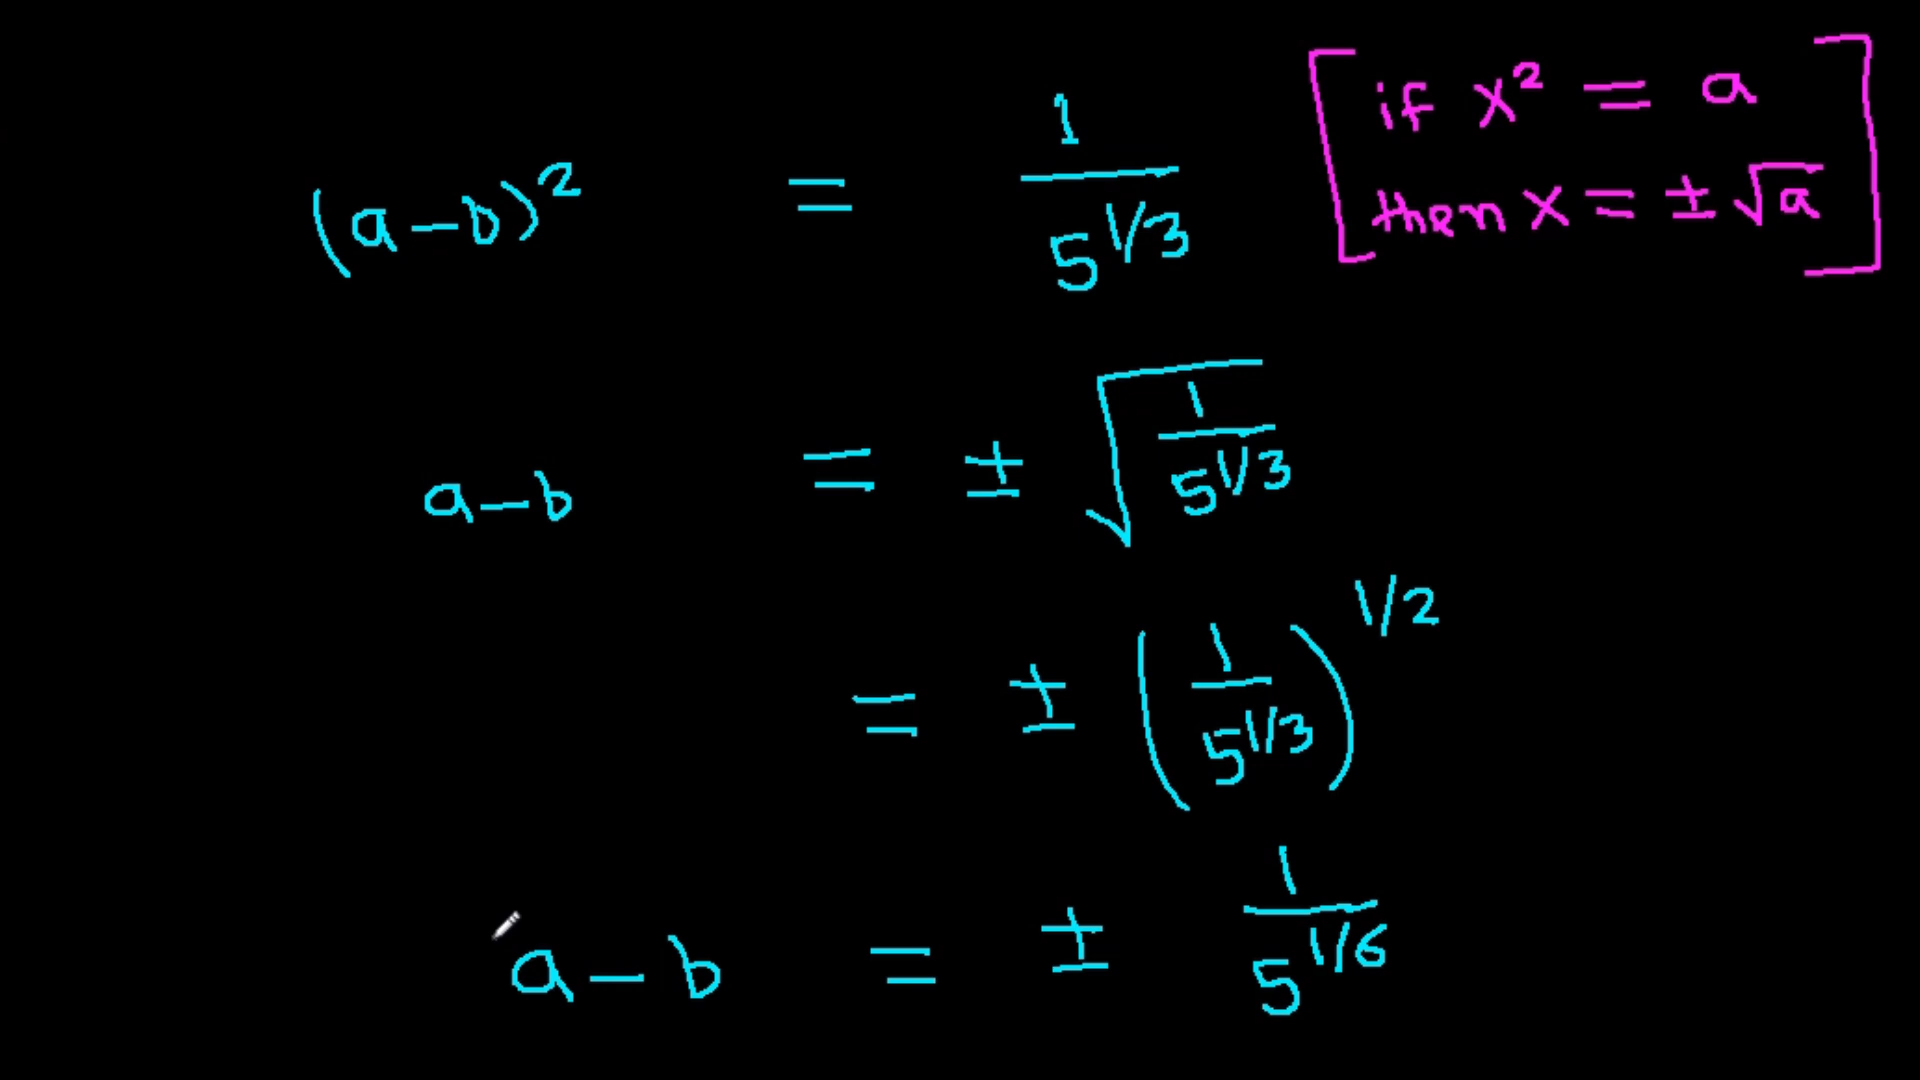 (a-b)² = 1/5^(1/3)
[if x² = a
then x = ±√a]
a-b = ±√(1/5^(1/3))
= ±(1/5^(1/3))^(1/2)
a-b = ± 1/5^(1/6)